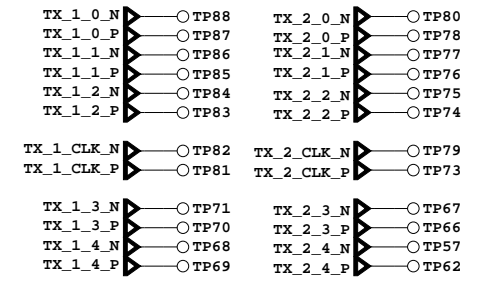 TX_1_0_N TP88
TX_1_0_P TP87
TX_1_1_N TP86
TX_1_1_P TP85
TX_1_2_N TP84
TX_1_2_P TP83
TX_1_CLK_N TP82
TX_1_CLK_P TP81
TX_1_3_N TP71
TX_1_3_P TP70
TX_1_4_N TP68
TX_1_4_P TP69
TX_2_0_N TP80
TX_2_0_P TP78
TX_2_1_N TP77
TX_2_1_P TP76
TX_2_2_N TP75
TX_2_2_P TP74
TX_2_CLK_N TP79
TX_2_CLK_P TP73
TX_2_3_N TP67
TX_2_3_P TP66
TX_2_4_N TP57
TX_2_4_P TP62